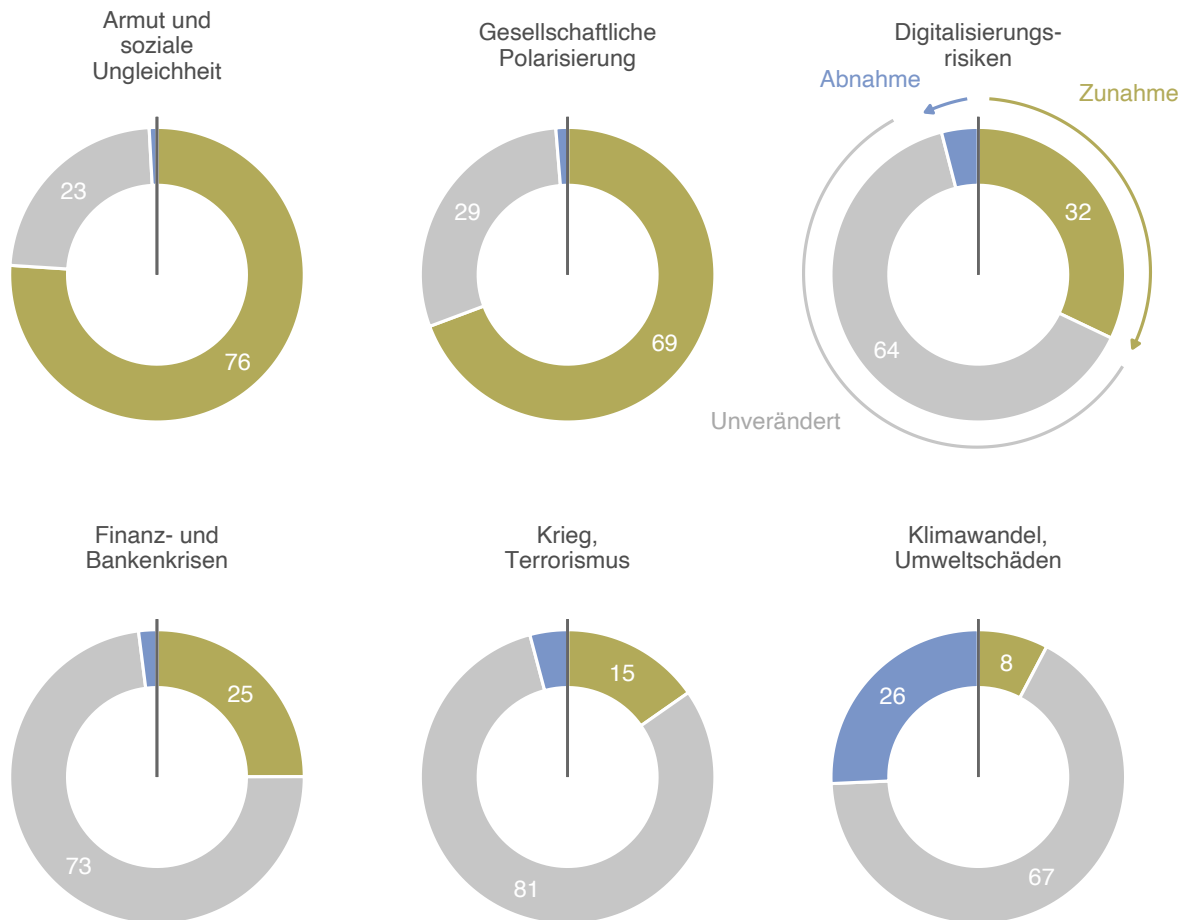 Armut und
soziale
Ungleichheit
Gesellschaftliche
Polarisierung
Digitalisierungs-
risiken
Abnahme
Zunahme
23
76
29
69
32
64
Unverändert
Finanz- und
Bankenkrisen
Krieg,
Terrorismus
Klimawandel,
Umweltschäden
25
73
15
81
8
26
67